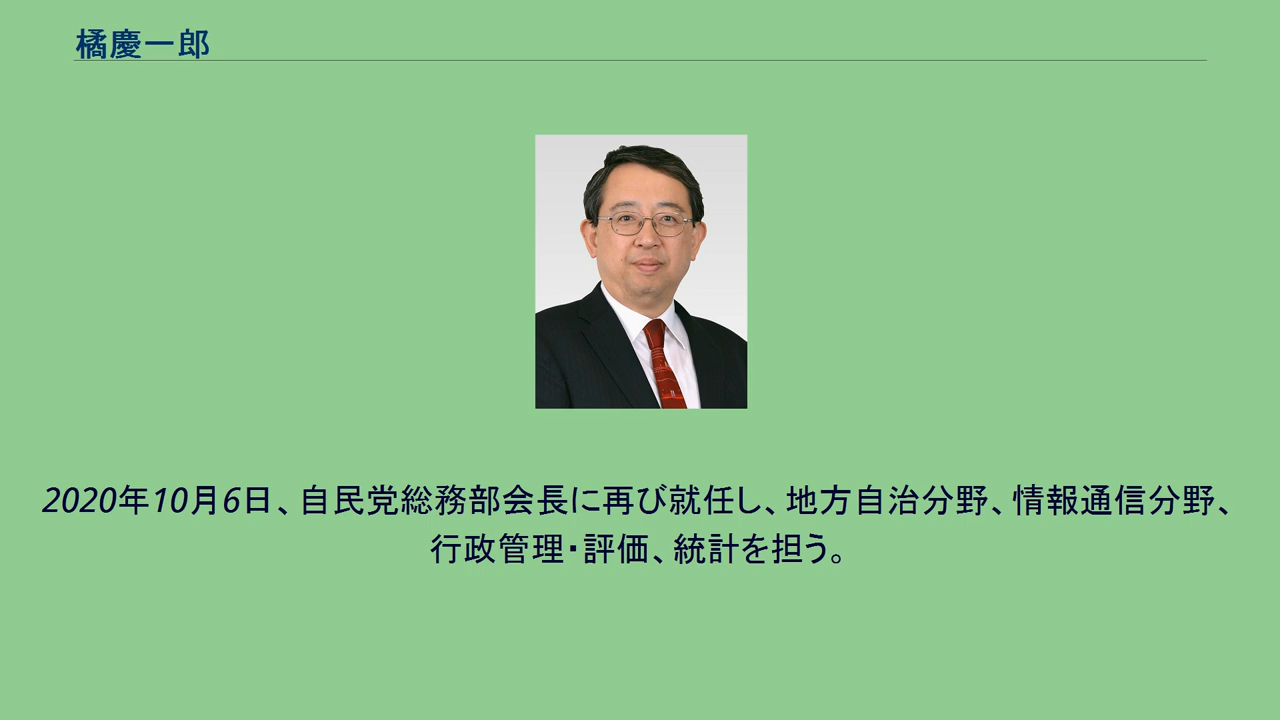 橘慶一郎
2020年10月6日、自民党総務部会長に再び就任し、地方自治分野、情報通信分野、
行政管理・評価、統計を担う。